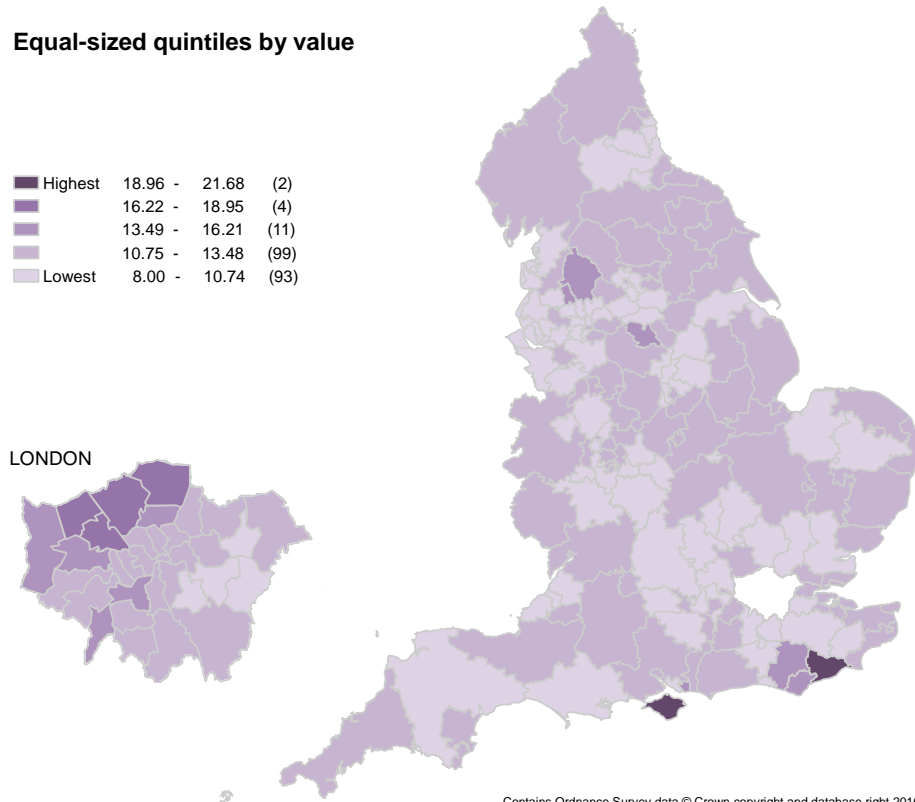 Equal-sized quintiles by value
Highest 18.96 - 21.68 (2)
16.22 - 18.95 (4)
13.49 - 16.21 (11)
10.75 - 13.48 (99)
Lowest 8.00 - 10.74 (93)
LONDON
Contains Ordnance Survey data © Crown copyright and database right